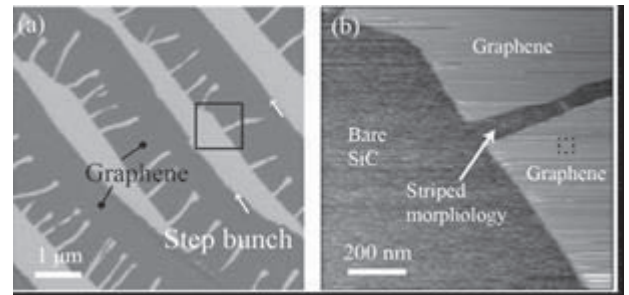 (a)
Graphene
Step bunch
1 μm
(b)
Graphene
Bare
SiC
Graphene
Striped
morphology
200 nm